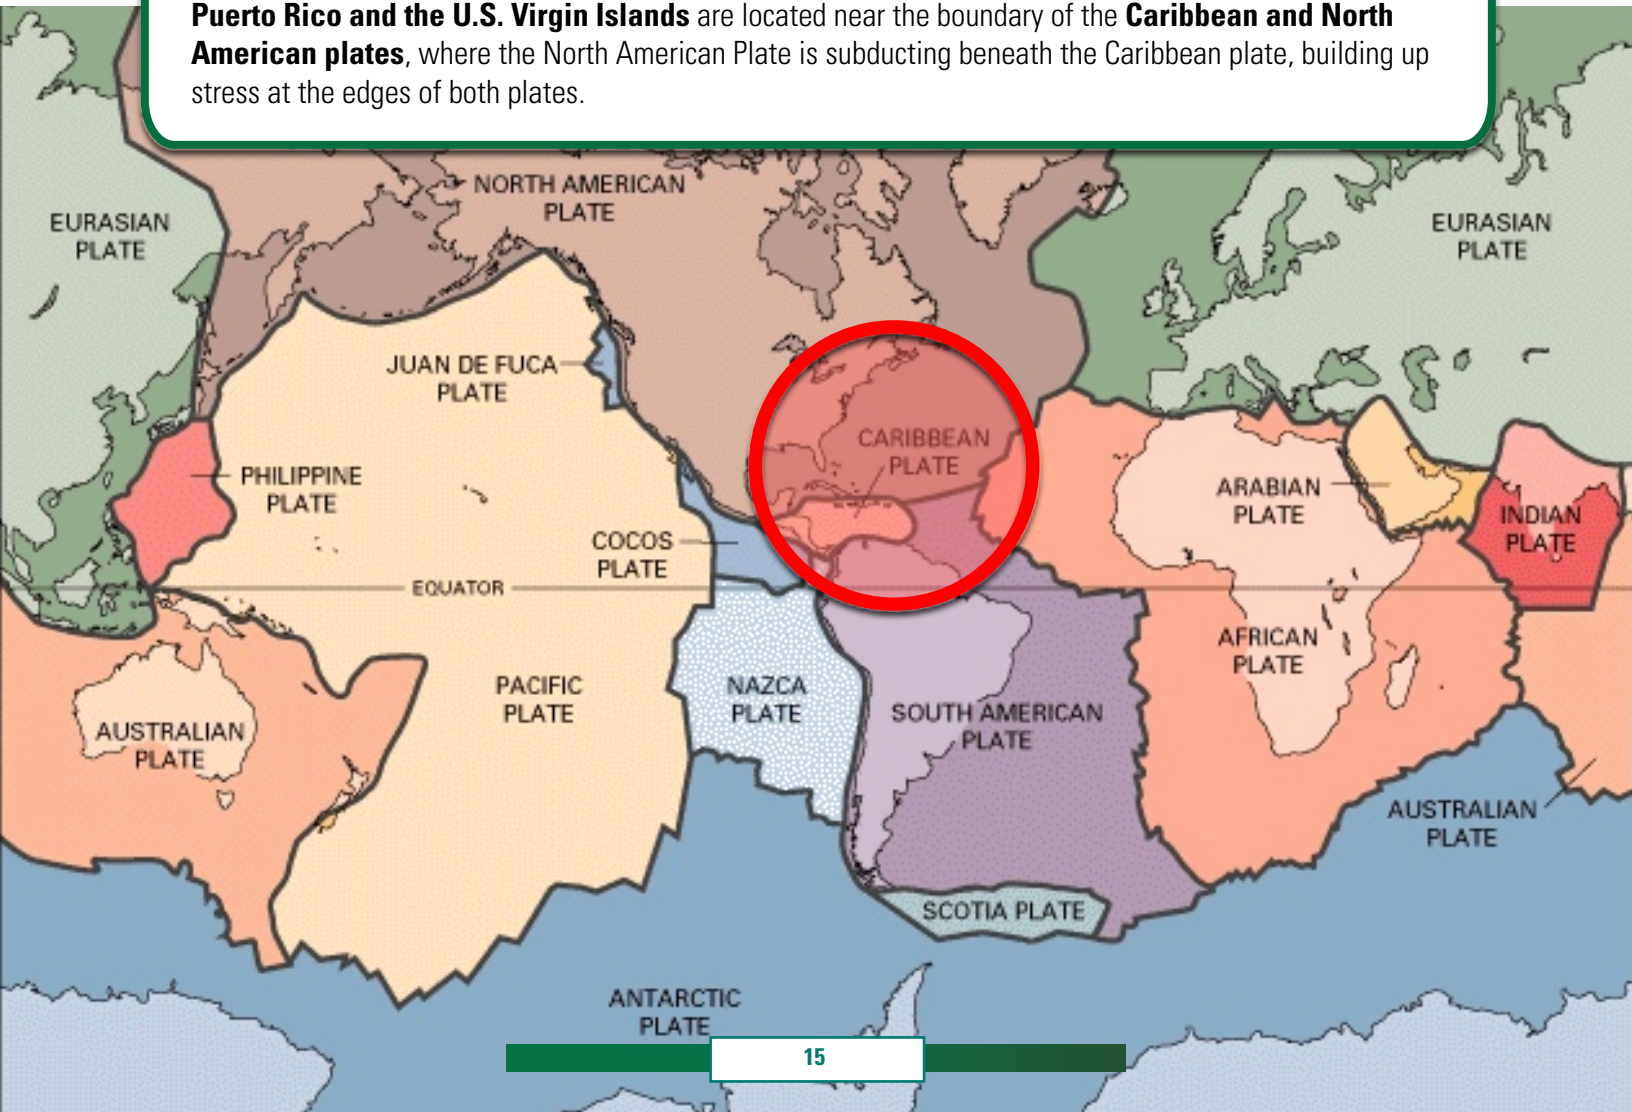 Puerto Rico and the U.S. Virgin Islands are located near the boundary of the Caribbean and North
American plates, where the North American Plate is subducting beneath the Caribbean plate, building up
stress at the edges of both plates.
NORTH AMERICAN
PLATE
EURASIAN
PLATE
EURASIAN
PLATE
JUAN DE FUCA
PLATE
CARIBBEAN
PLATE
PHILIPPINE
PLATE
ARABIAN
PLATE
INDIAN
PLATE
COCOS
PLATE
EQUATOR
AFRICAN
PLATE
PACIFIC
PLATE
NAZCA
PLATE
SOUTH AMERICAN
PLATE
AUSTRALIAN
PLATE
AUSTRALIAN
PLATE
SCOTIA PLATE
ANTARCTIC
PLATE
15